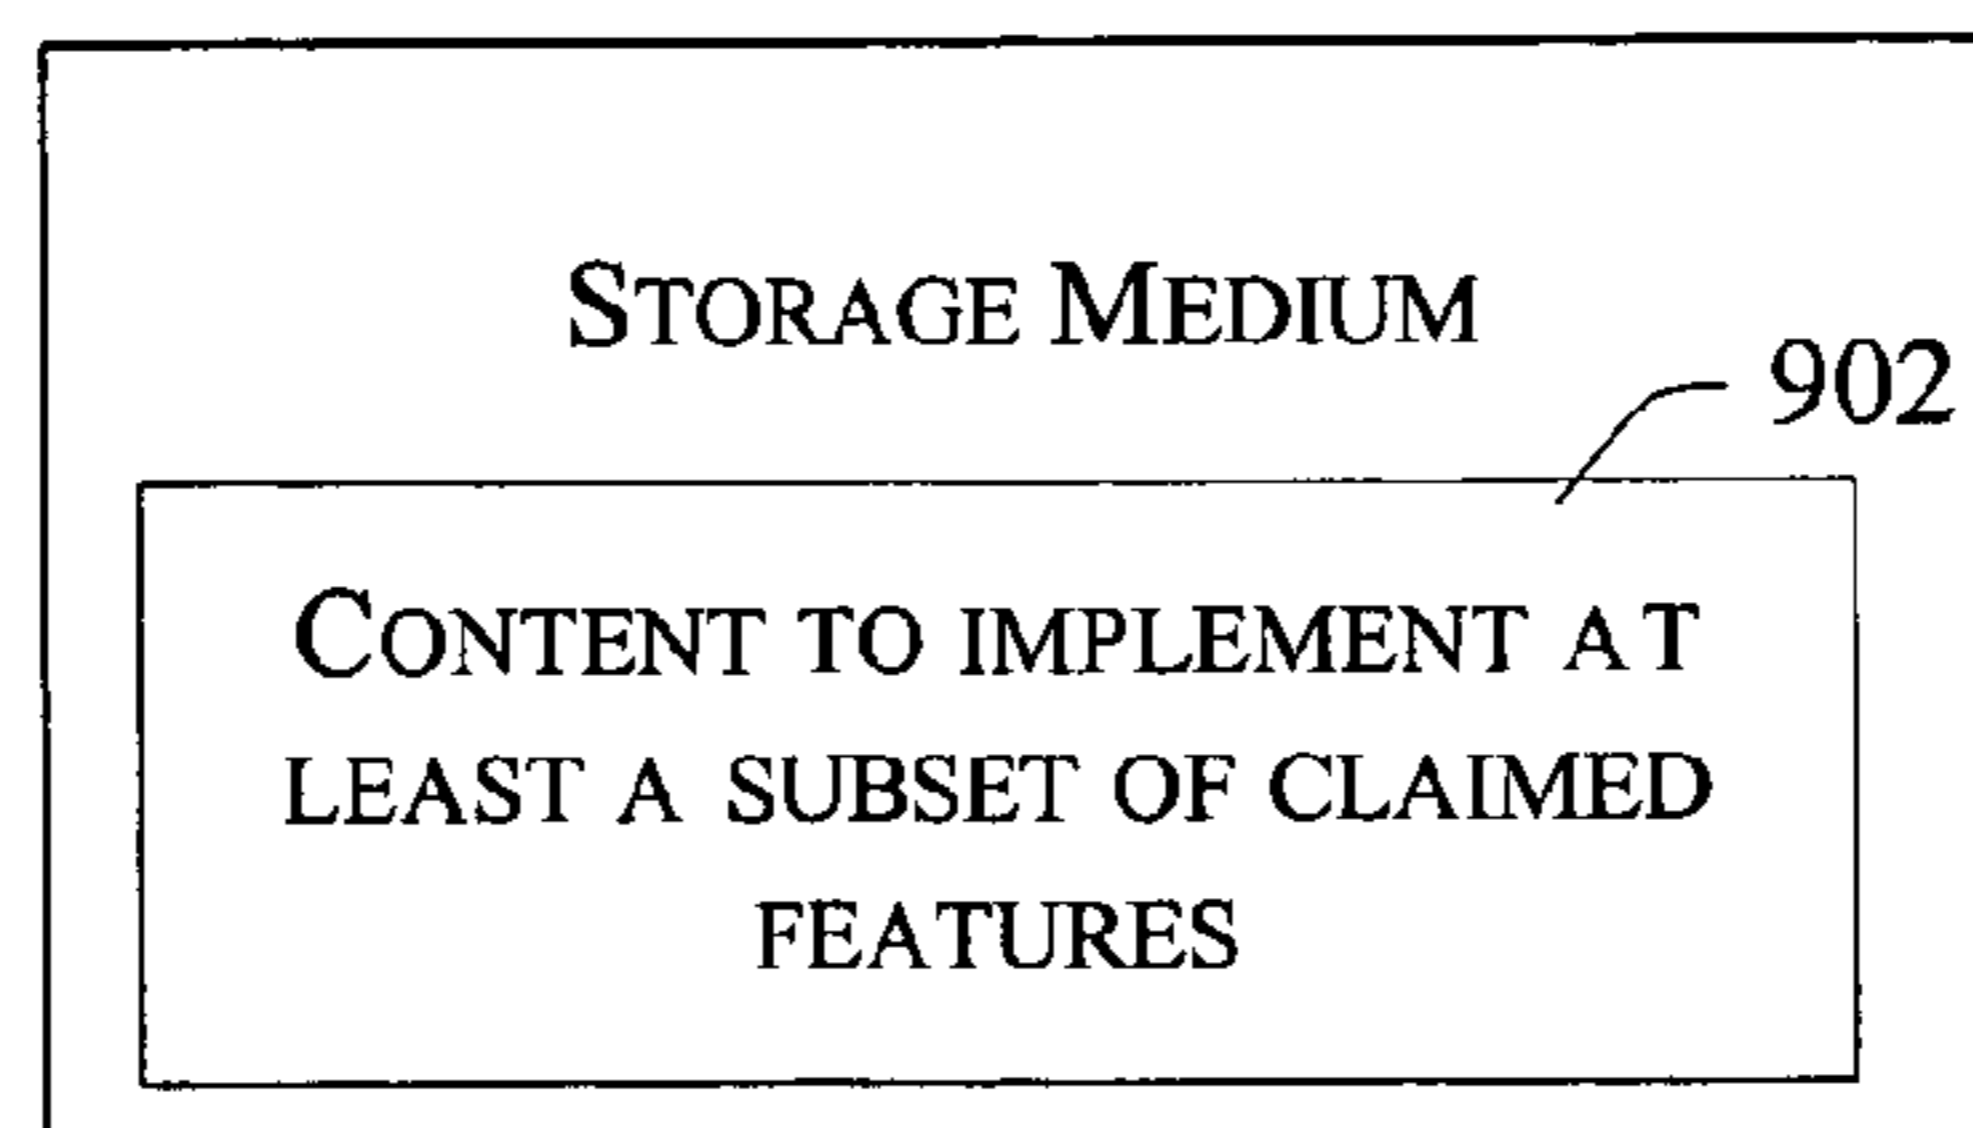 STORAGE MEDIUM
902
CONTENT TO IMPLEMENT AT
LEAST A SUBSET OF CLAIMED
FEATURES